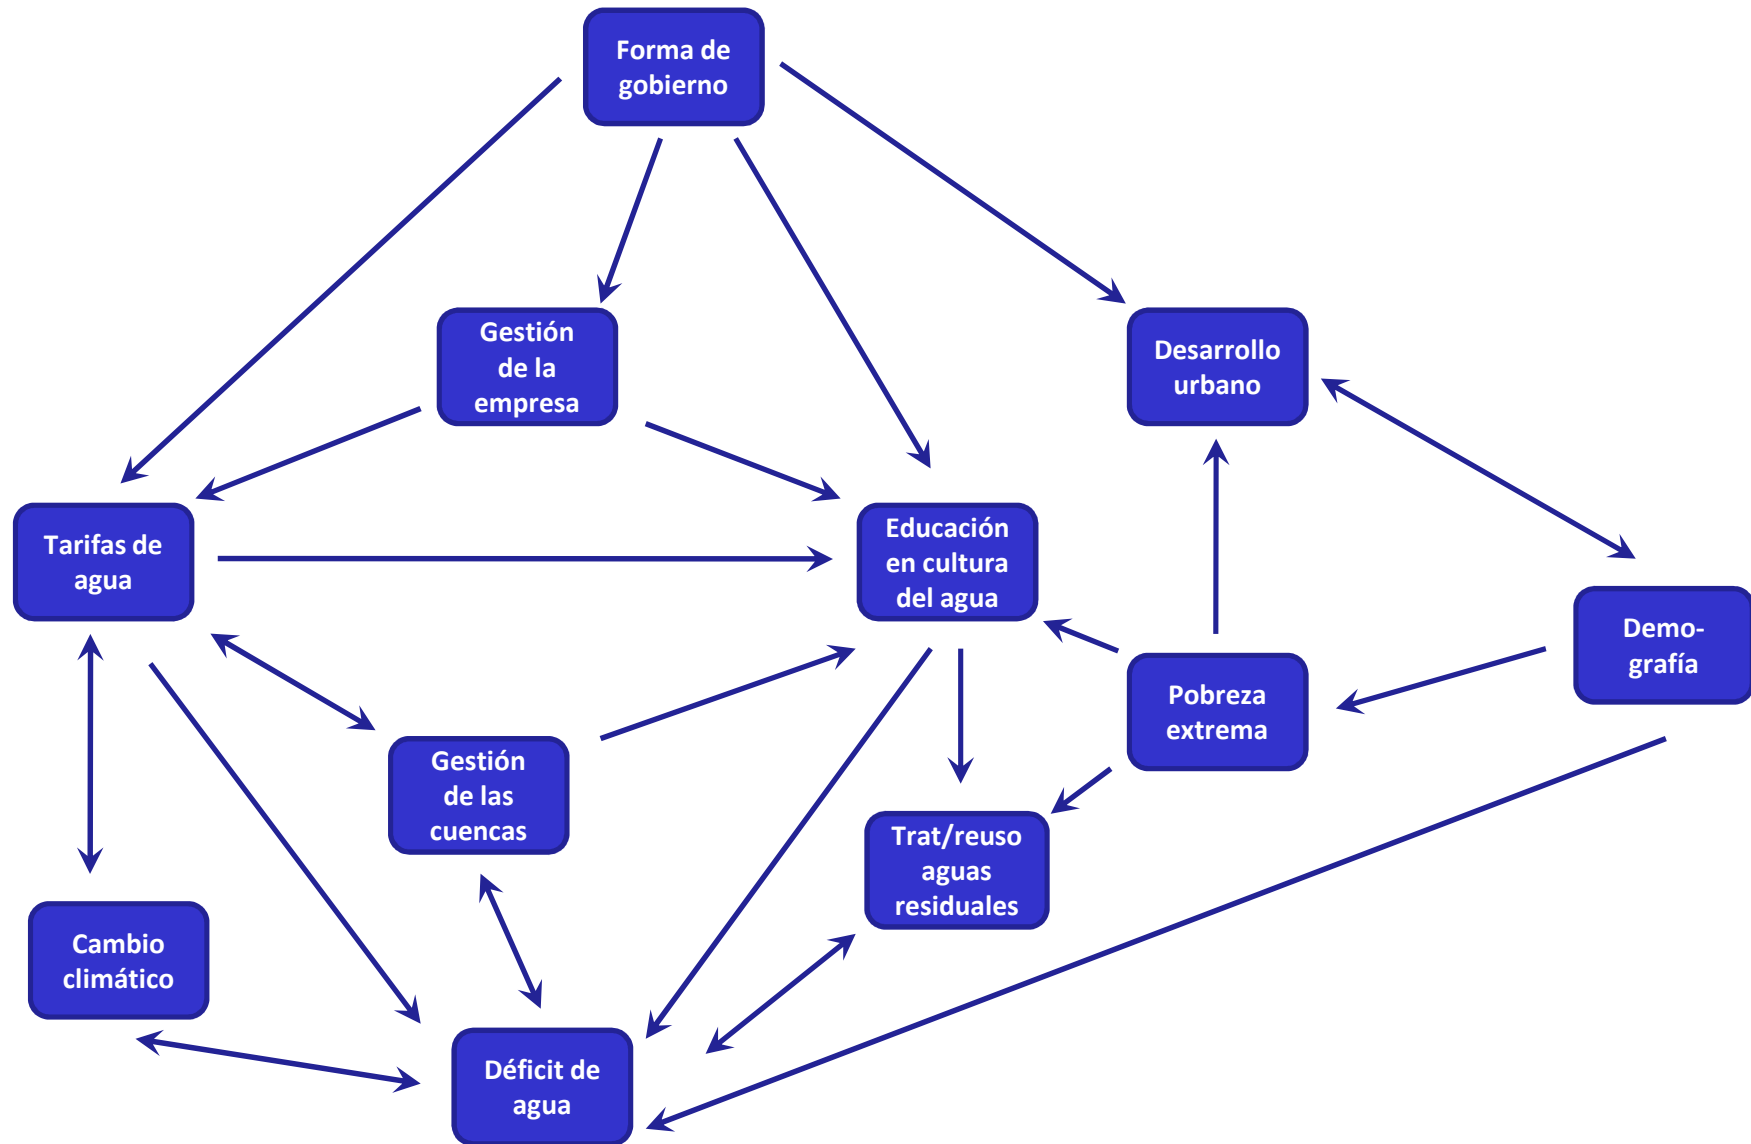 Forma de
gobierno
Gestión
de la
empresa
Desarrollo
urbano
Tarifas de
agua
Educación
en cultura
del agua
Demo-
grafía
Pobreza
extrema
Gestión
de las
cuencas
Trat/reuso
aguas
residuales
Cambio
climático
Déficit de
agua